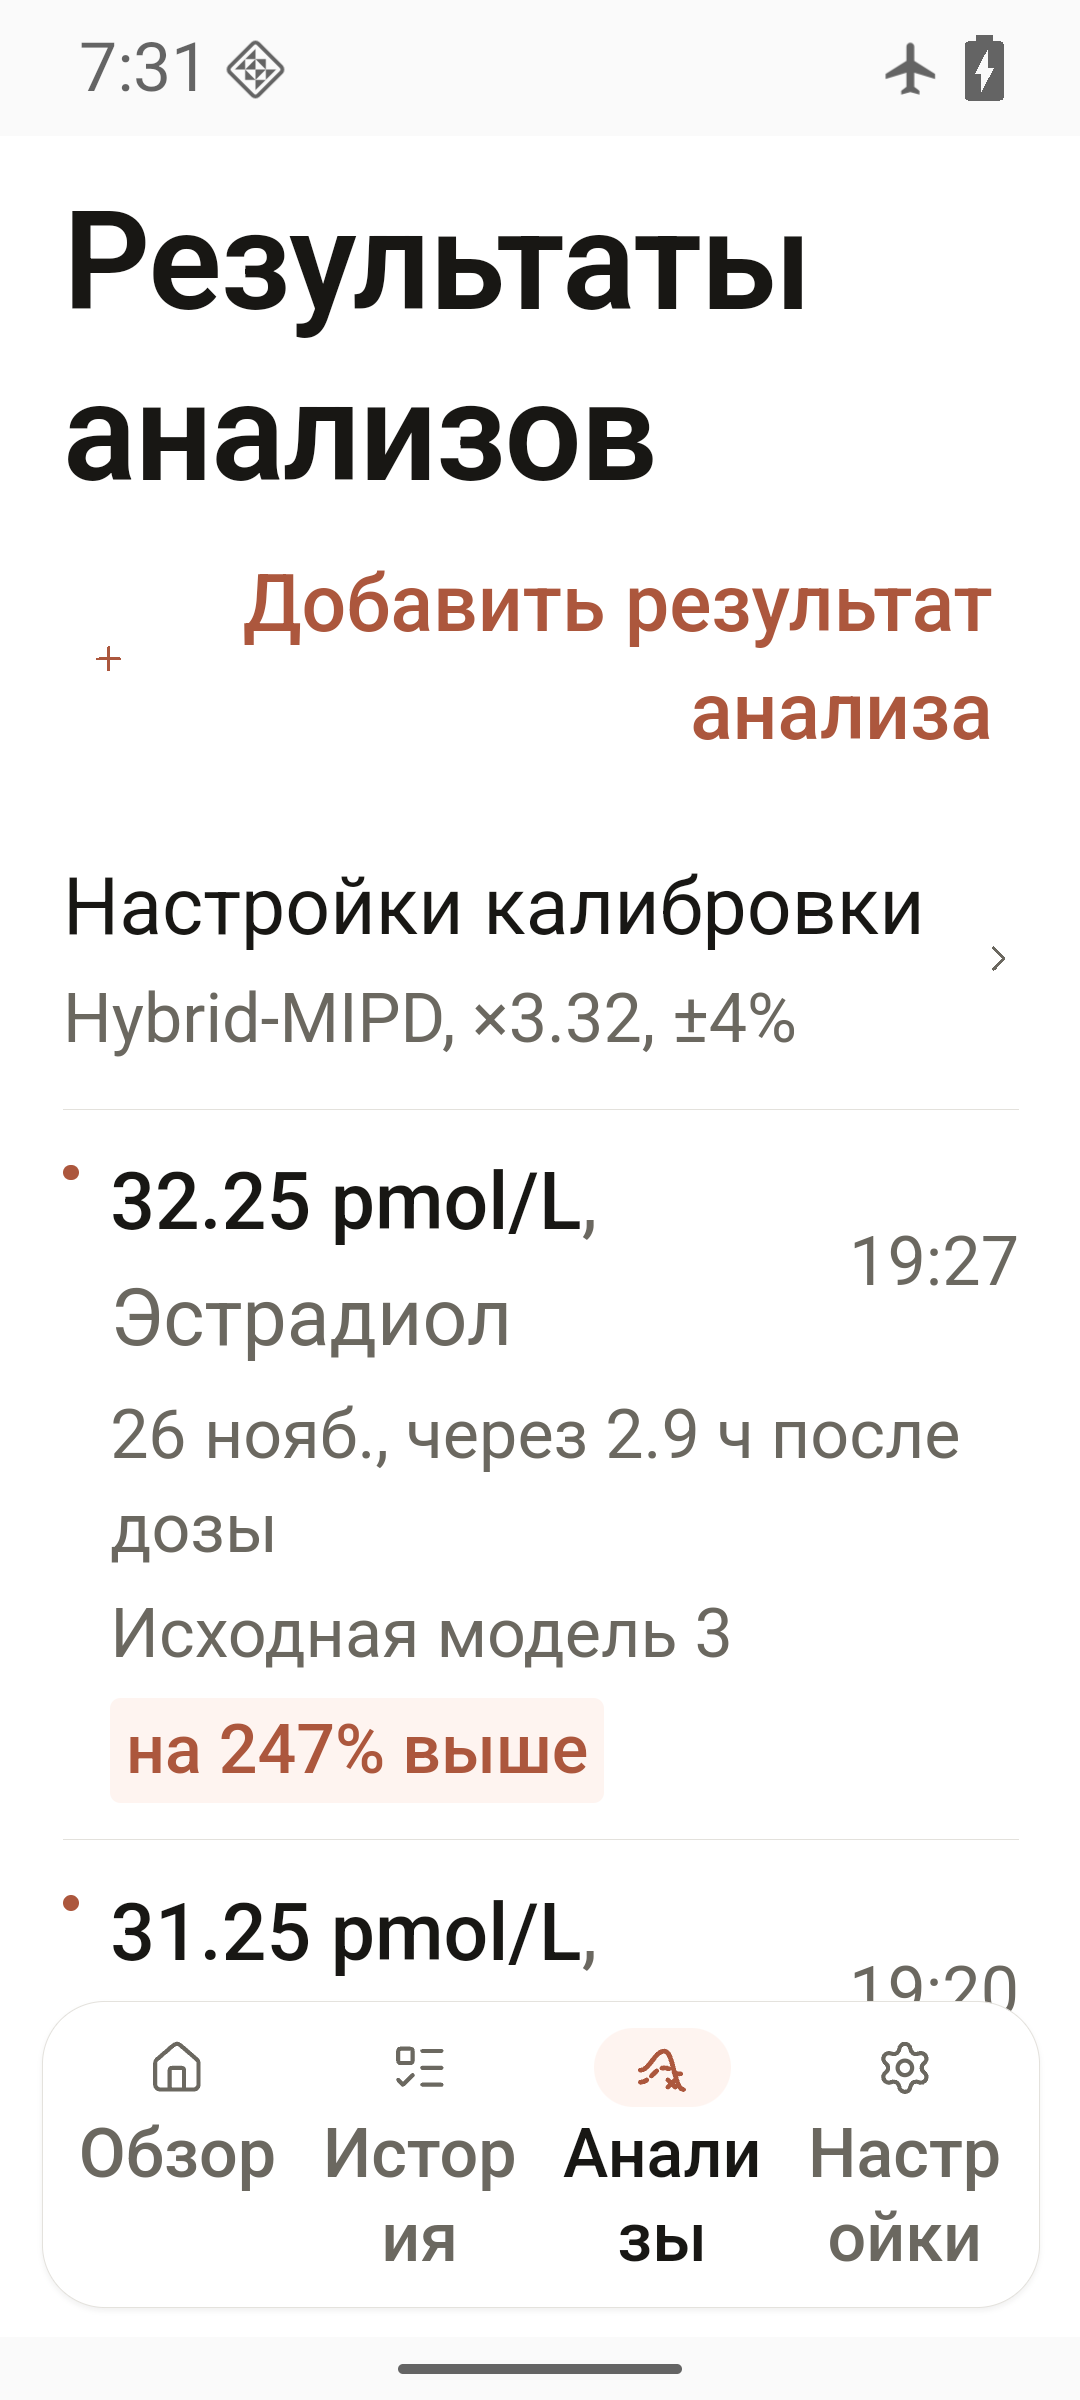 7:31
Результаты
анализов
Добавить результат
анализа
Настройки калибровки
Hybrid-MIPD, ×3.32, ±4%
32.25 pmol/L,
Эстрадиол
19:27
26 нояб., через 2.9 ч после
дозы
Исходная модель 3
на 247% выше
31.25 pmol/L,
19:20
Обзор
Истор
ия
Анали
зы
Настр
ойки